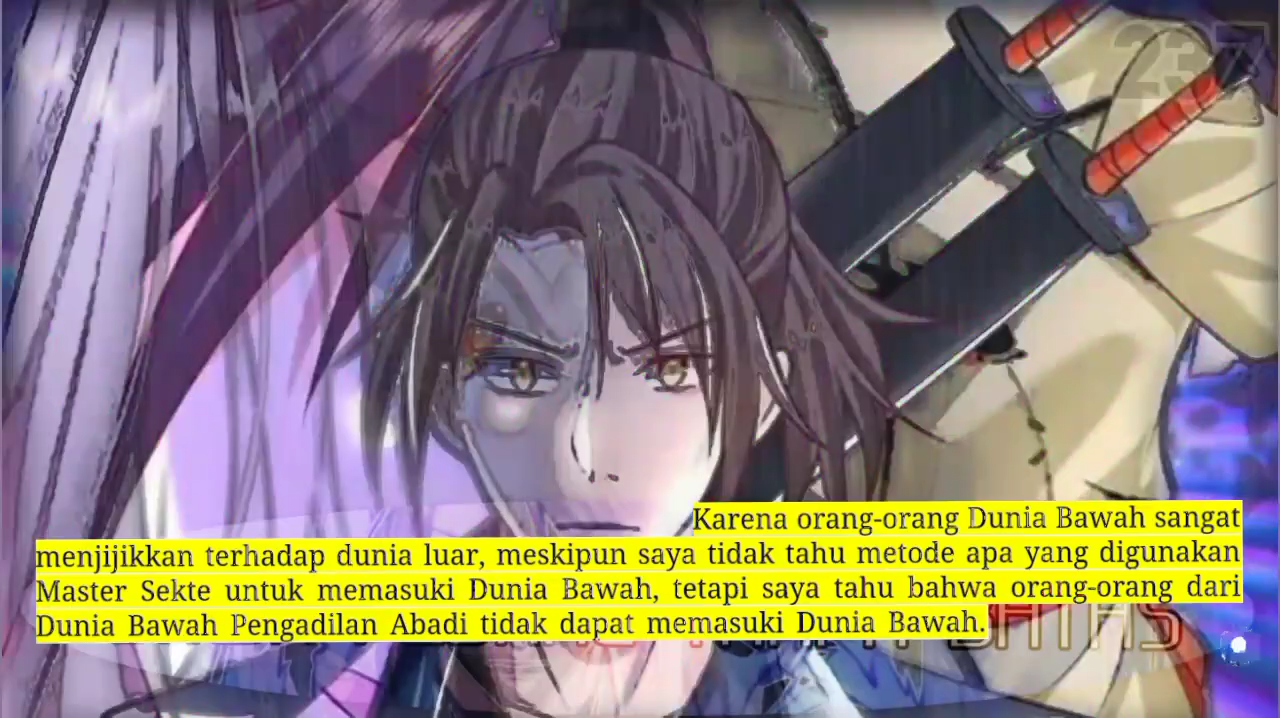 237
Karena orang-orang Dunia Bawah sangat
menjijikkan terhadap dunia luar, meskipun saya tidak tahu metode apa yang digunakan
Master Sekte untuk memasuki Dunia Bawah, tetapi saya tahu bahwa orang-orang dari
Dunia Bawah Pengadilan Abadi tidak dapat memasuki Dunia Bawah.